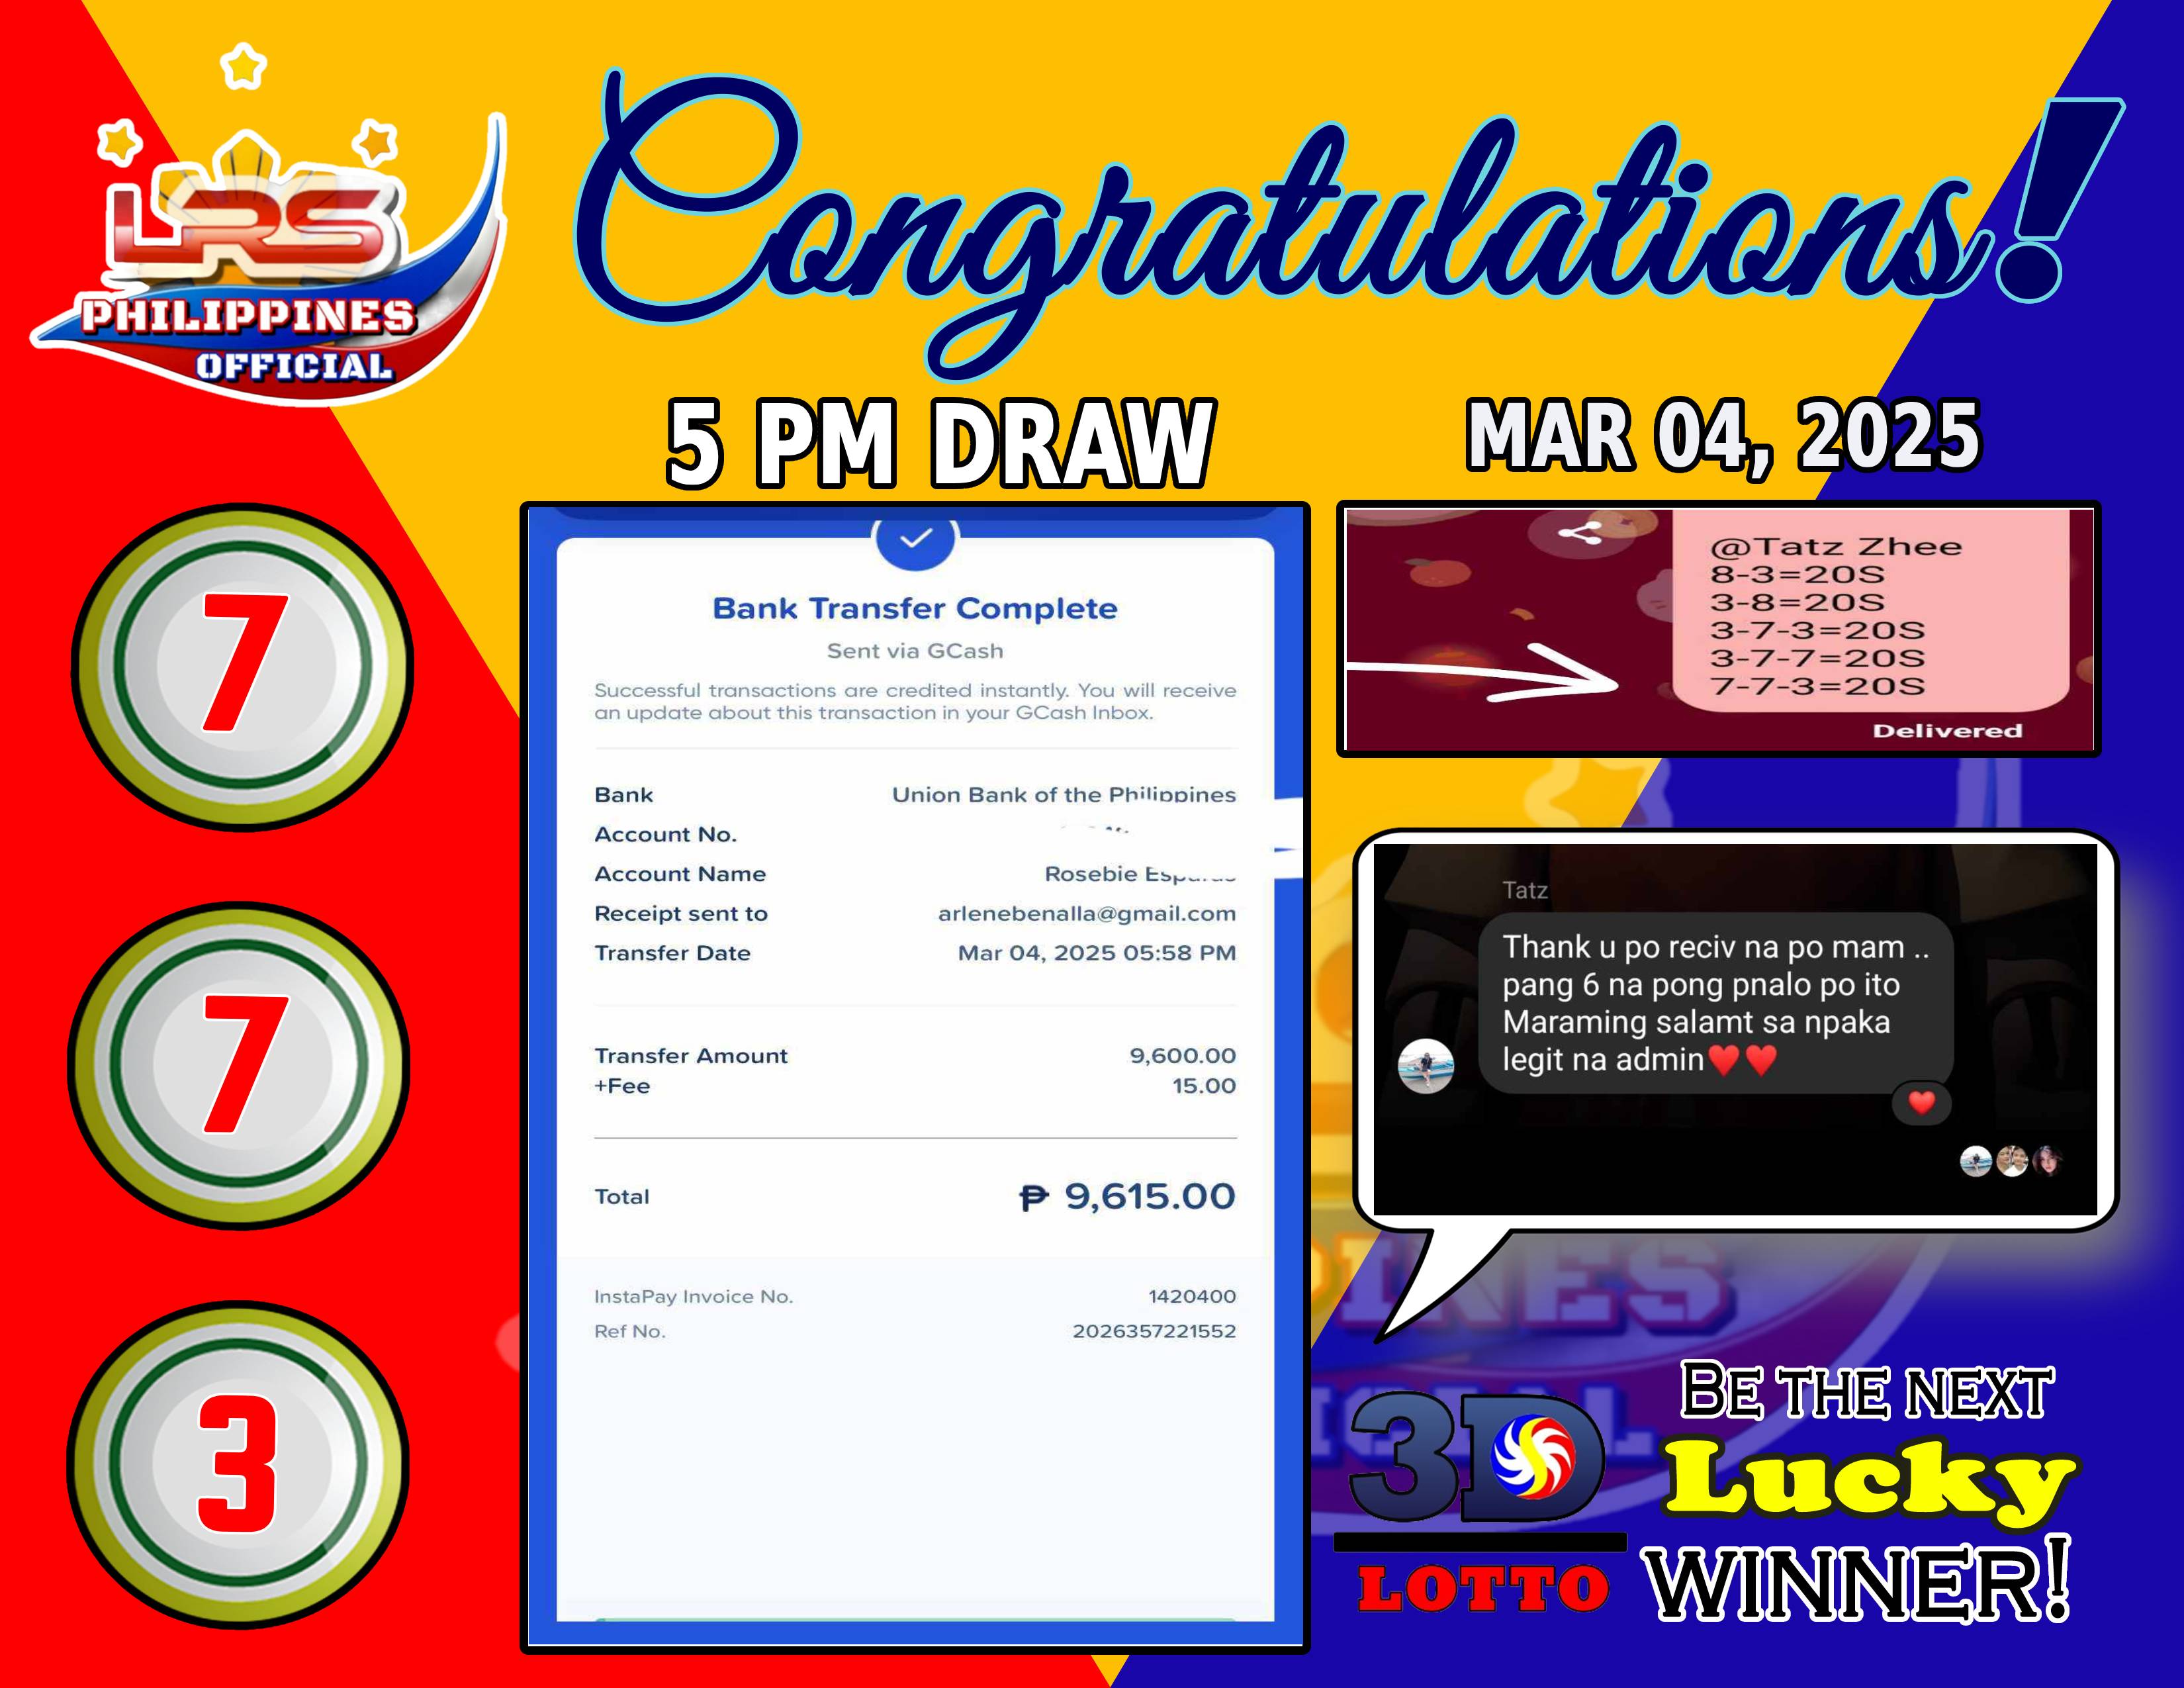 LRS
PHILIPPINES
OFFICIAL
Congratulations!
5 PM DRAW
MAR 04, 2025
7
7
3
Bank Transfer Complete
Sent via GCash
Successful transactions are credited instantly. You will receive
an update about this transaction in your GCash Inbox.
Bank Union Bank of the Philippines
Account No.
Account Name Rosebie
Receipt sent to arlenebenalla@gmail.com
Transfer Date Mar 04, 2025 05:58 PM
Transfer Amount 9,600.00
+Fee 15.00
Total ₱ 9,615.00
InstaPay Invoice No. 1420400
Ref No. 2026357221552
@Tatz Zhee
8-3=20S
3-8=20S
3-7-3=20S
3-7-7=20S
7-7-3=20S
Delivered
Tatz
Thank u po reciv na po mam ..
pang 6 na pong pnalo po ito
Maraming salamt sa npaka
legit na admin❤️❤️
3D
LOTTO
BE THE NEXT
Lucky
WINNER!